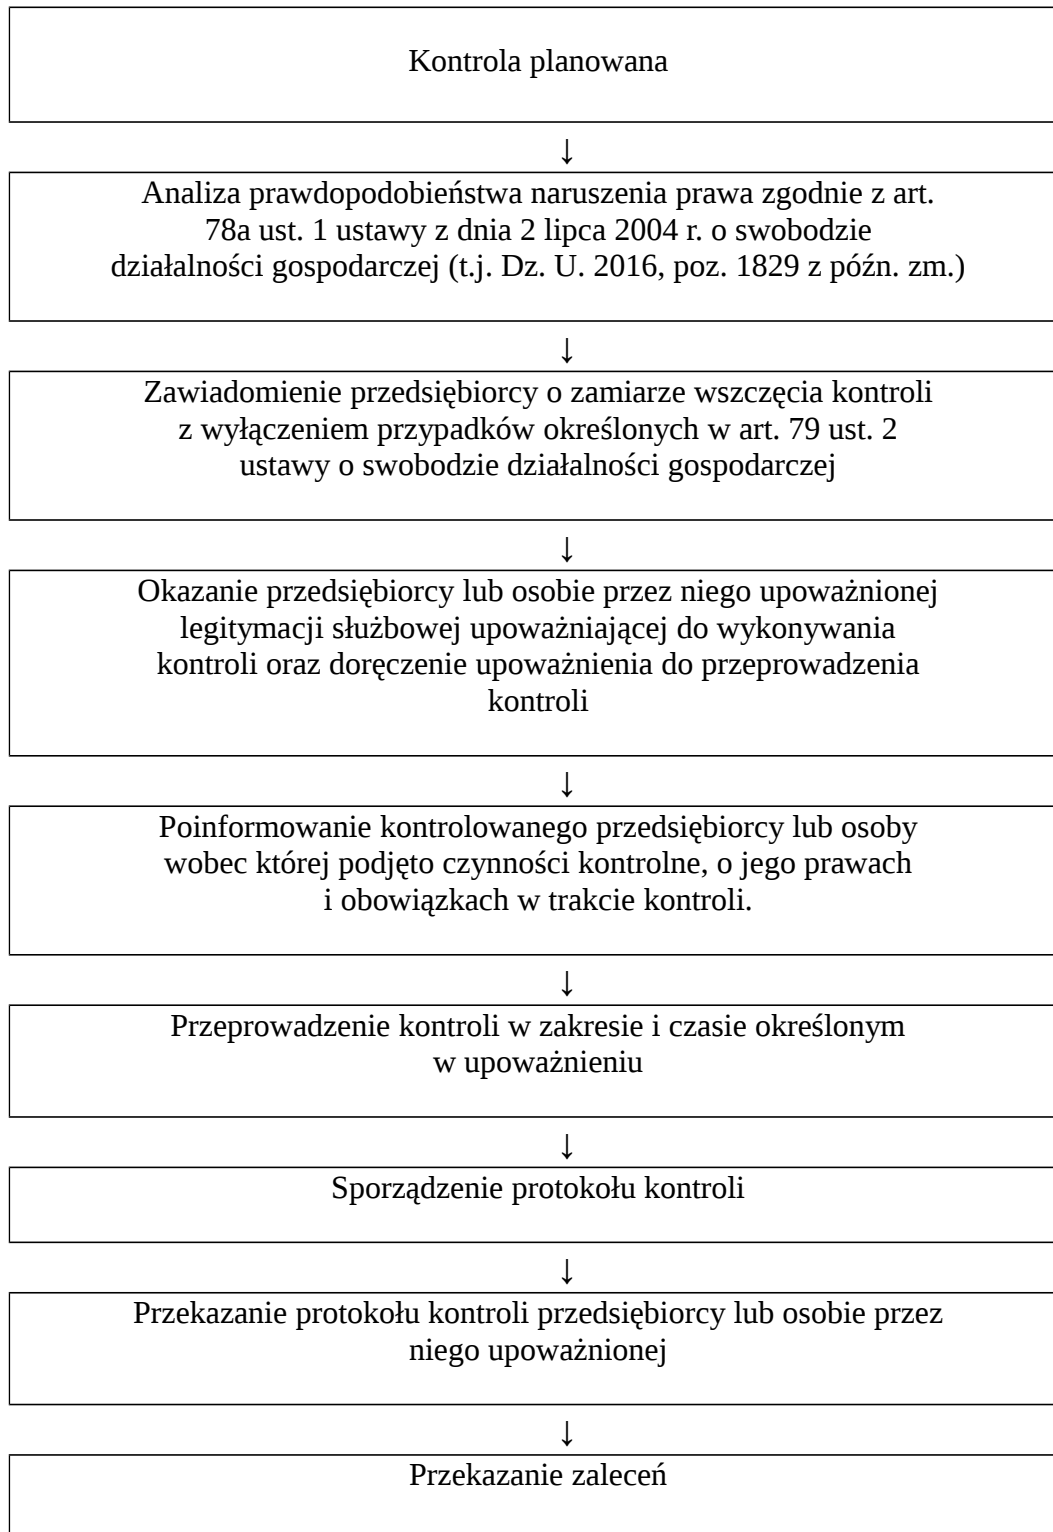 Kontrola planowana
↓
Analiza prawdopodobieństwa naruszenia prawa zgodnie z art.
78a ust. 1 ustawy z dnia 2 lipca 2004 r. o swobodzie
działalności gospodarczej (t.j. Dz. U. 2016, poz. 1829 z późn. zm.)
↓
Zawiadomienie przedsiębiorcy o zamiarze wszczęcia kontroli
z wyłączeniem przypadków określonych w art. 79 ust. 2
ustawy o swobodzie działalności gospodarczej
↓
Okazanie przedsiębiorcy lub osobie przez niego upoważnionej
legitymacji służbowej upoważniającej do wykonywania
kontroli oraz doręczenie upoważnienia do przeprowadzenia
kontroli
↓
Poinformowanie kontrolowanego przedsiębiorcy lub osoby
wobec której podjęto czynności kontrolne, o jego prawach
i obowiązkach w trakcie kontroli.
↓
Przeprowadzenie kontroli w zakresie i czasie określonym
w upoważnieniu
↓
Sporządzenie protokołu kontroli
↓
Przekazanie protokołu kontroli przedsiębiorcy lub osobie przez
niego upoważnionej
↓
Przekazanie zaleceń